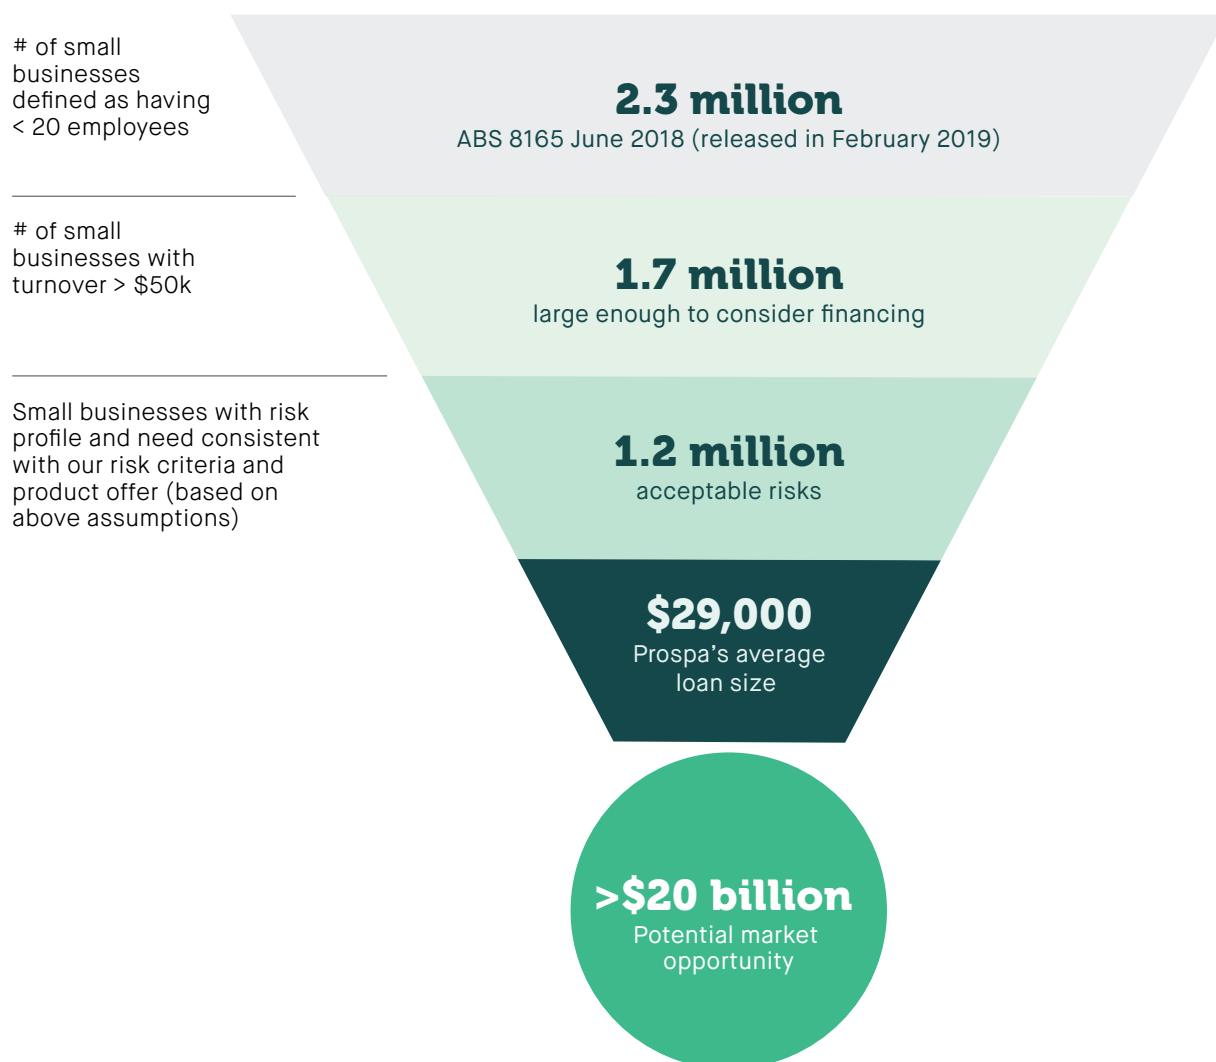 # of small
businesses
defined as having
< 20 employees
2.3 million
ABS 8165 June 2018 (released in February 2019)
# of small
businesses with
turnover > $50k
1.7 million
large enough to consider financing
Small businesses with risk
profile and need consistent
with our risk criteria and
product offer (based on
above assumptions)
1.2 million
acceptable risks
$29,000
Prospa’s average
loan size
>$20 billion
Potential market
opportunity